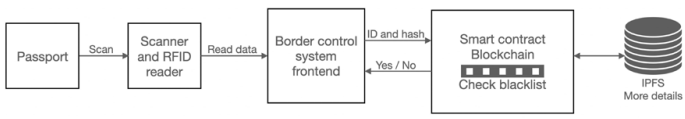 Passport
Scan
Scanner
and RFID
reader
Read data
Border control
system
frontend
ID and hash
Yes / No
Smart contract
Blockchain
Check blacklist
IPFS
More details